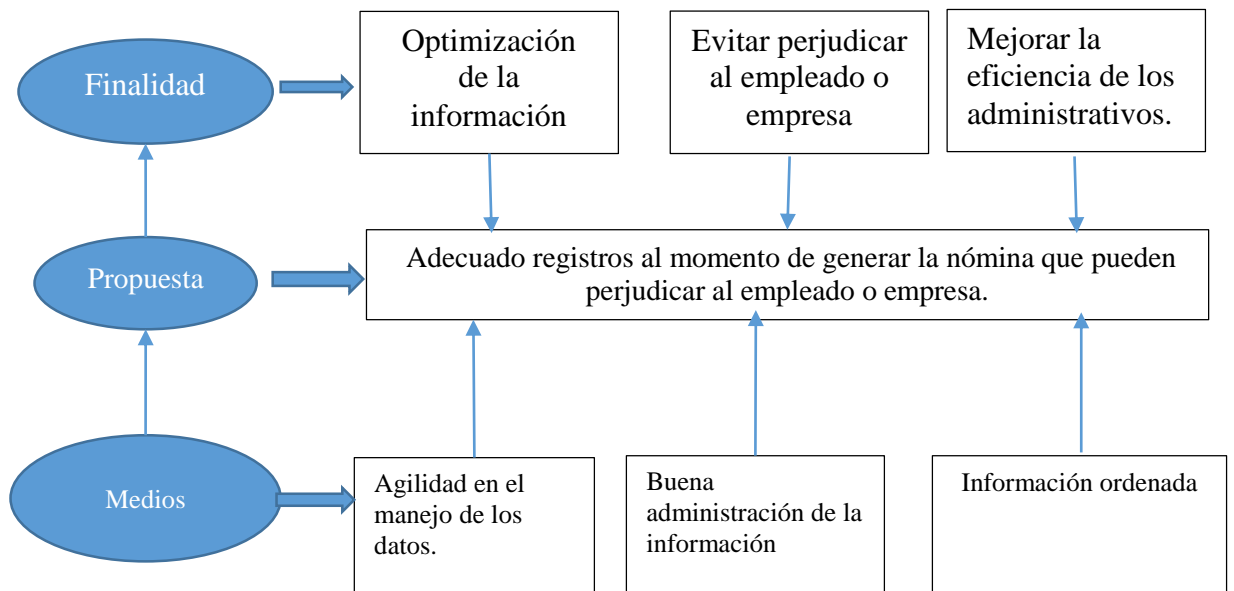 Finalidad
Optimización
de la
información
Evitar perjudicar
al empleado o
empresa
Mejorar la
eficiencia de los
administrativos.
Propuesta
Adecuado registros al momento de generar la nómina que pueden
perjudicar al empleado o empresa.
Medios
Agilidad en el
manejo de los
datos.
Buena
administración de la
información
Información ordenada